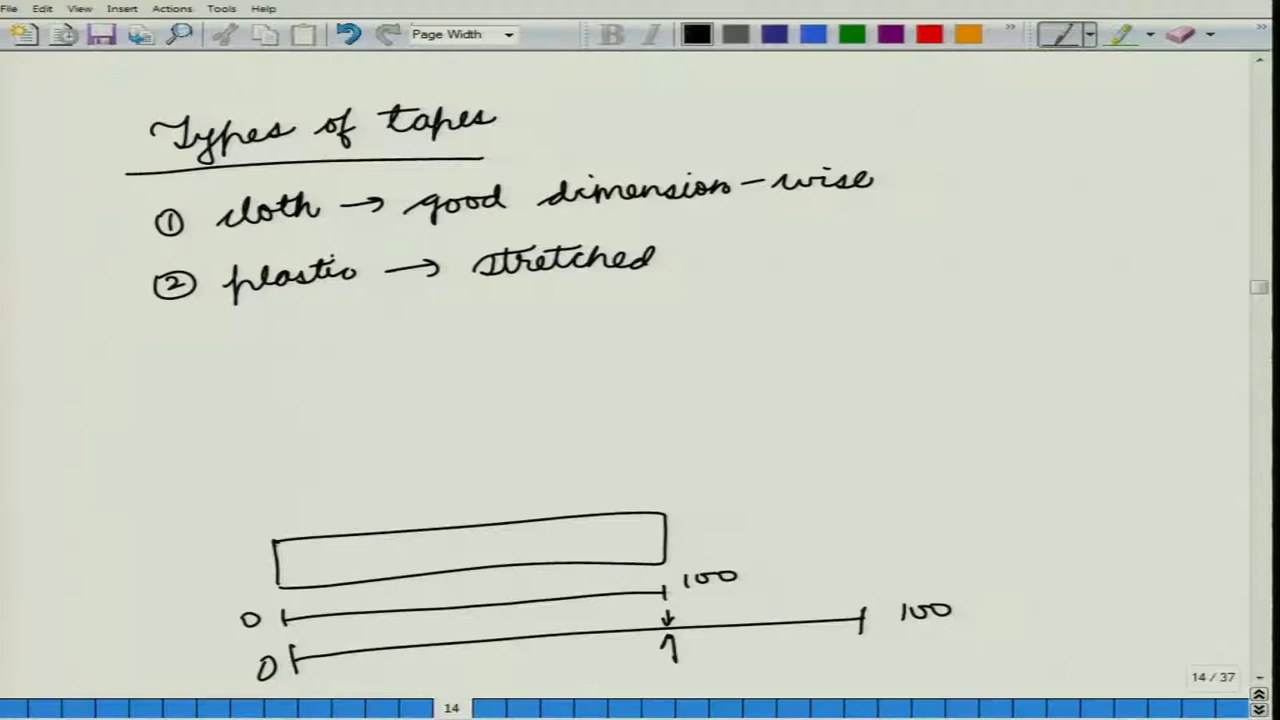 File Edit View Insert Actions Tools Help
Page Width
B I
Types of tapes
① cloth → good dimension-wise
② plastic → stretched
0 100
0 100
14 / 37
14